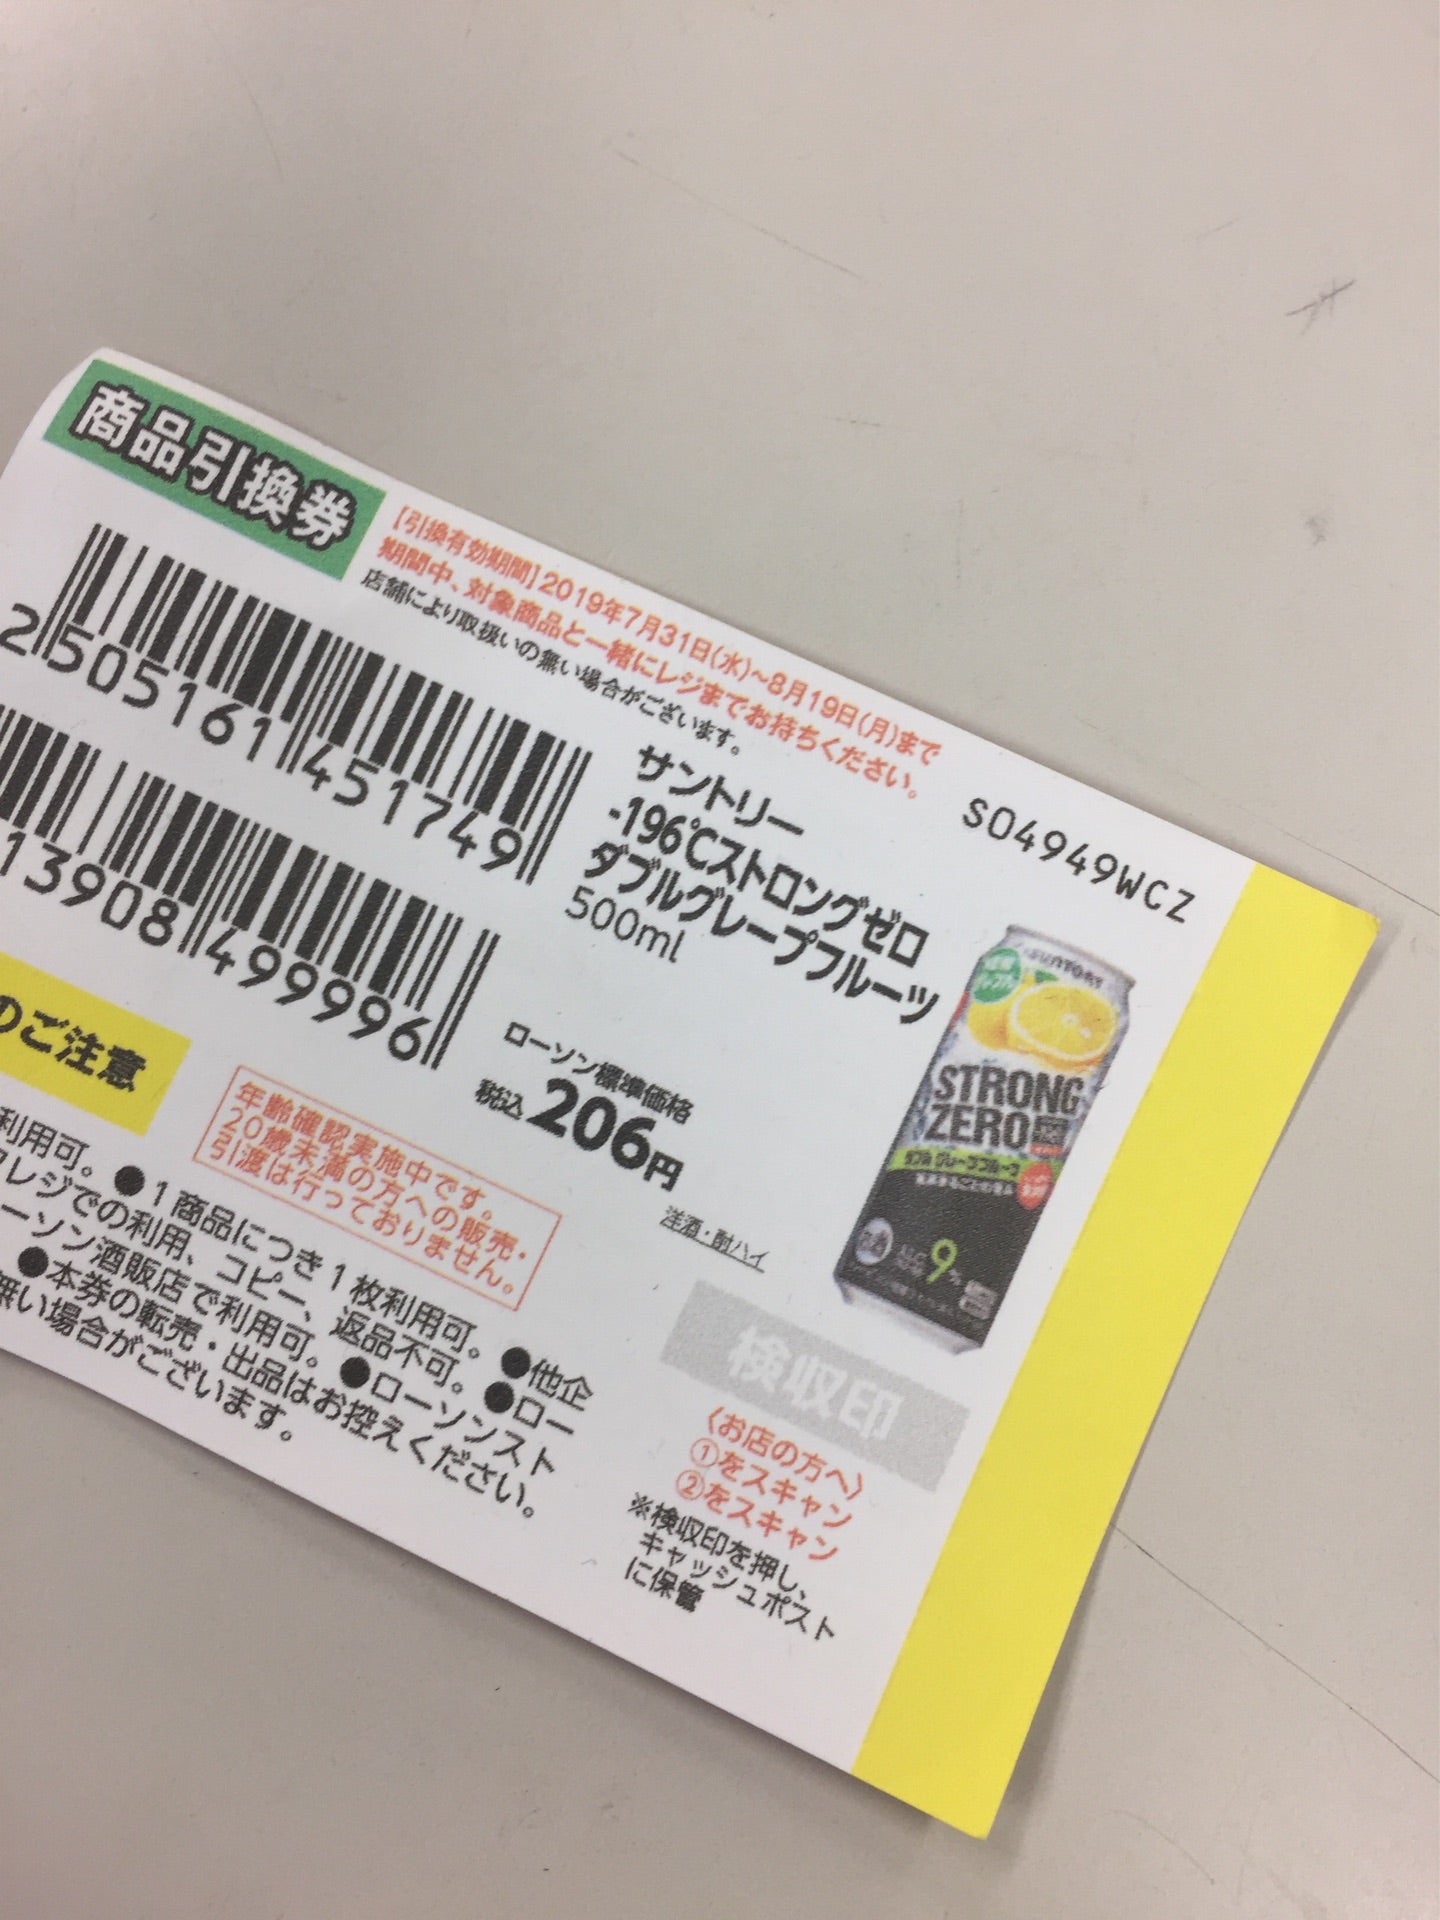 商品引換券
【引換有効期間】2019年7月31日(水)~8月19日(月)まで
期間中、対象商品と一緒にレジまでお持ちください。
店舗により取扱いの無い場合がございます。
2505161451749
13908499996
サントリー
-196℃ストロングゼロ
ダブルグレープフルーツ
500ml
S04949WCZ
ローソン標準価格
税込206円
洋酒・酎ハイ
SUNTORY
STRONG
ZERO
ダブルグレープフルーツ
ALC.
9%
のご注意
年齢確認実施中です。
20歳未満の方への販売・
引渡は行っておりません。
利用可。●1商品につき1枚利用可。●他企
レジでの利用、コピー、返品不可。●ロー
ーソン酒販店で利用可。●ローソンスト
●本券の転売・出品はお控えください。
無い場合がございます。
検収印
〈お店の方へ〉
①をスキャン
②をスキャン
※検収印を押し、
キャッシュポスト
に保管